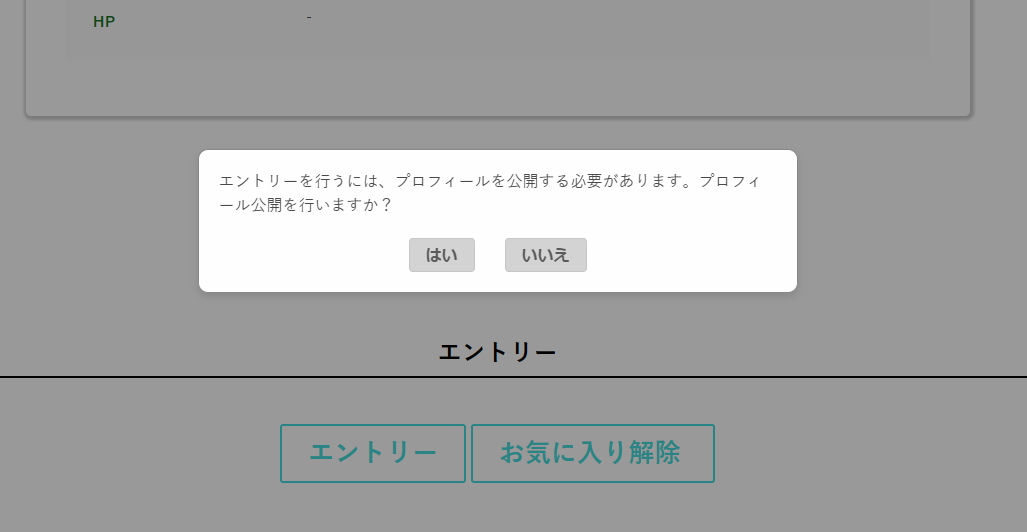 HP -
エントリーを行うには、プロフィールを公開する必要があります。プロフィ
ール公開を行いますか？
はい いいえ
エントリー
エントリー お気に入り解除